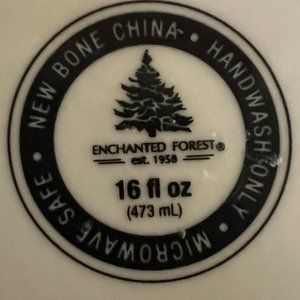 • NEW BONE CHINA • HANDWASH ONLY • MICROWAVE SAFE
ENCHANTED FOREST®
est. 1958
16 fl oz
(473 mL)